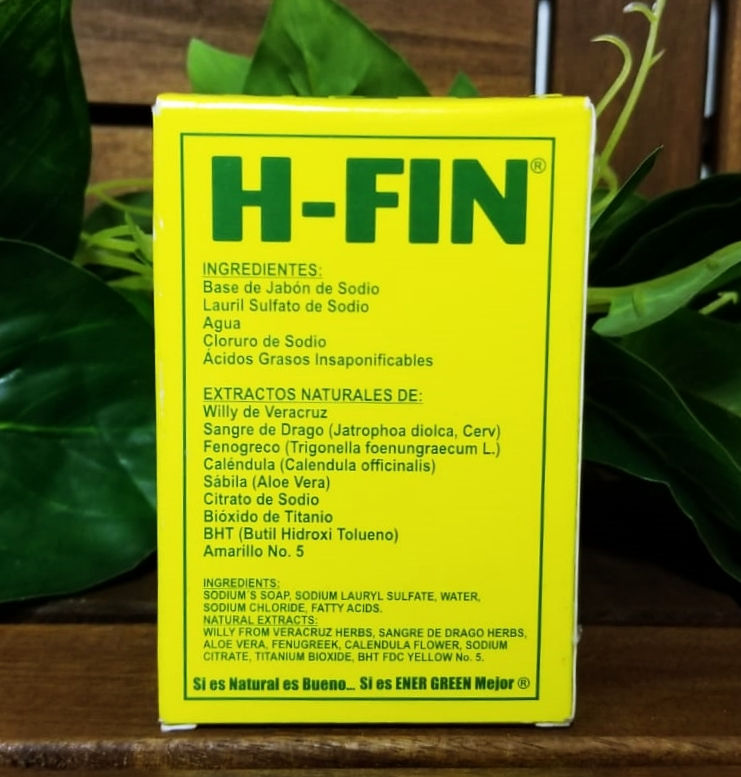 H-FIN®
INGREDIENTES:
Base de Jabón de Sodio
Lauril Sulfato de Sodio
Agua
Cloruro de Sodio
Ácidos Grasos Insaponificables
EXTRACTOS NATURALES DE:
Willy de Veracruz
Sangre de Drago (Jatrophoa diolca, Cerv)
Fenogreco (Trigonella foenungraecum L.)
Caléndula (Calendula officinalis)
Sábila (Aloe Vera)
Citrato de Sodio
Bióxido de Titanio
BHT (Butil Hidroxi Tolueno)
Amarillo No. 5
INGREDIENTS:
SODIUM´S SOAP, SODIUM LAURYL SULFATE, WATER,
SODIUM CHLORIDE, FATTY ACIDS.
NATURAL EXTRACTS:
WILLY FROM VERACRUZ HERBS, SANGRE DE DRAGO HERBS,
ALOE VERA, FENUGREEK, CALENDULA FLOWER, SODIUM
CITRATE, TITANIUM BIOXIDE, BHT FDC YELLOW No. 5.
Si es Natural es Bueno... Si es ENER GREEN Mejor ®